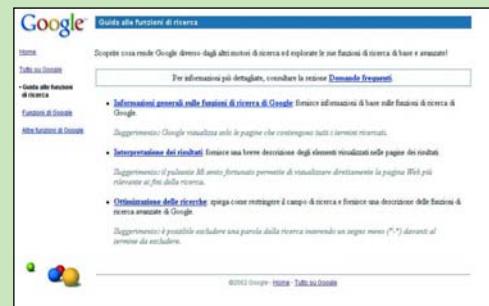 Google
Guida alle funzioni di ricerca
Home
Tutto su Google
Guida alle funzioni
di ricerca
Funzioni di Google
Altre funzioni di Google
Scoprite cosa rende Google diverso dagli altri motori di ricerca ed esplorate le sue funzioni di ricerca di base e avanzate!
Per informazioni più dettagliate, consultare la sezione Domande frequenti.
• Informazioni generali sulle funzioni di ricerca di Google: fornisce informazioni di base sulle funzioni di ricerca di
Google.
Suggerimento: Google visualizza solo le pagine che contengono tutti i termini ricercati.
• Interpretazione dei risultati: fornisce una breve descrizione degli elementi visualizzati nelle pagine dei risultati.
Suggerimento: il pulsante Mi sento fortunato permette di visualizzare direttamente la pagina Web più
rilevante ai fini della ricerca.
• Ottimizzazione delle ricerche: spiega come restringere il campo di ricerca e fornisce una descrizione delle funzioni di
ricerca avanzate di Google.
Suggerimento: è possibile escludere una parola dalla ricerca inserendo un segno meno ("-") davanti al
termine da escludere.
©2002 Google - Home - Tutto su Google